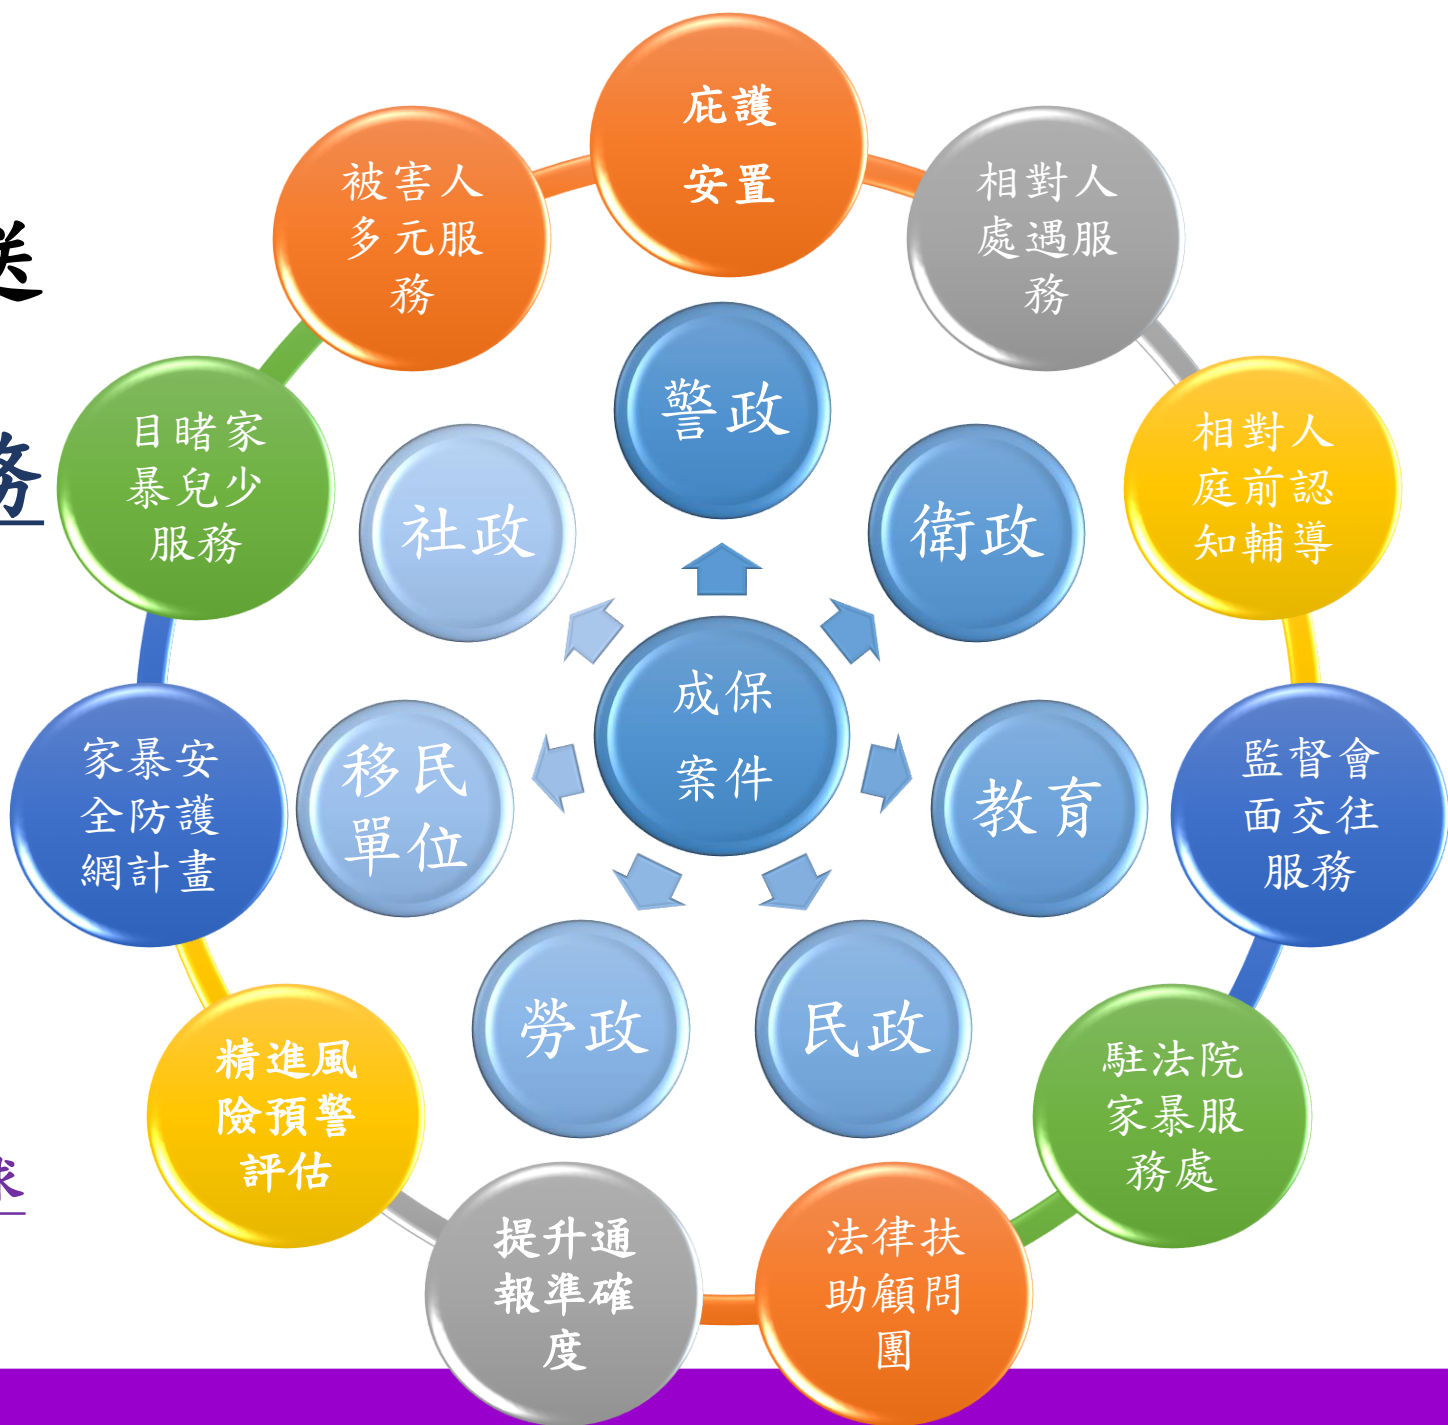 送
務
球
庇護
安置
相對人
處遇服
務
相對人
庭前認
知輔導
監督會
面交往
服務
駐法院
家暴服
務處
法律扶
助顧問
團
提升通
報準確
度
精進風
險預警
評估
家暴安
全防護
網計畫
目睹家
暴兒少
服務
被害人
多元服
務
警政
衛政
教育
民政
勞政
移民
單位
社政
成保
案件